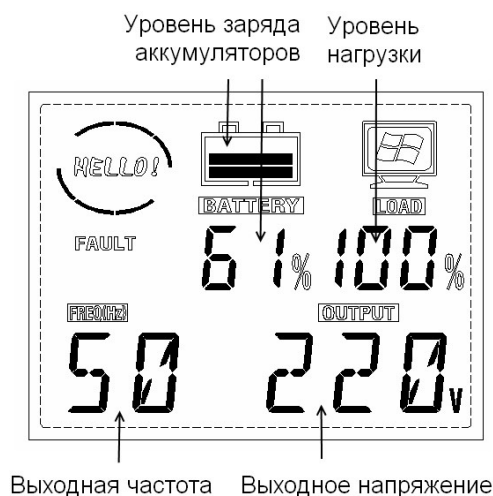 Уровень заряда
аккумуляторов
Уровень
нагрузки
HELLO!
BATTERY
LOAD
FAULT
61%
100%
FREQ(Hz)
OUTPUT
50
220V
Выходная частота
Выходное напряжение